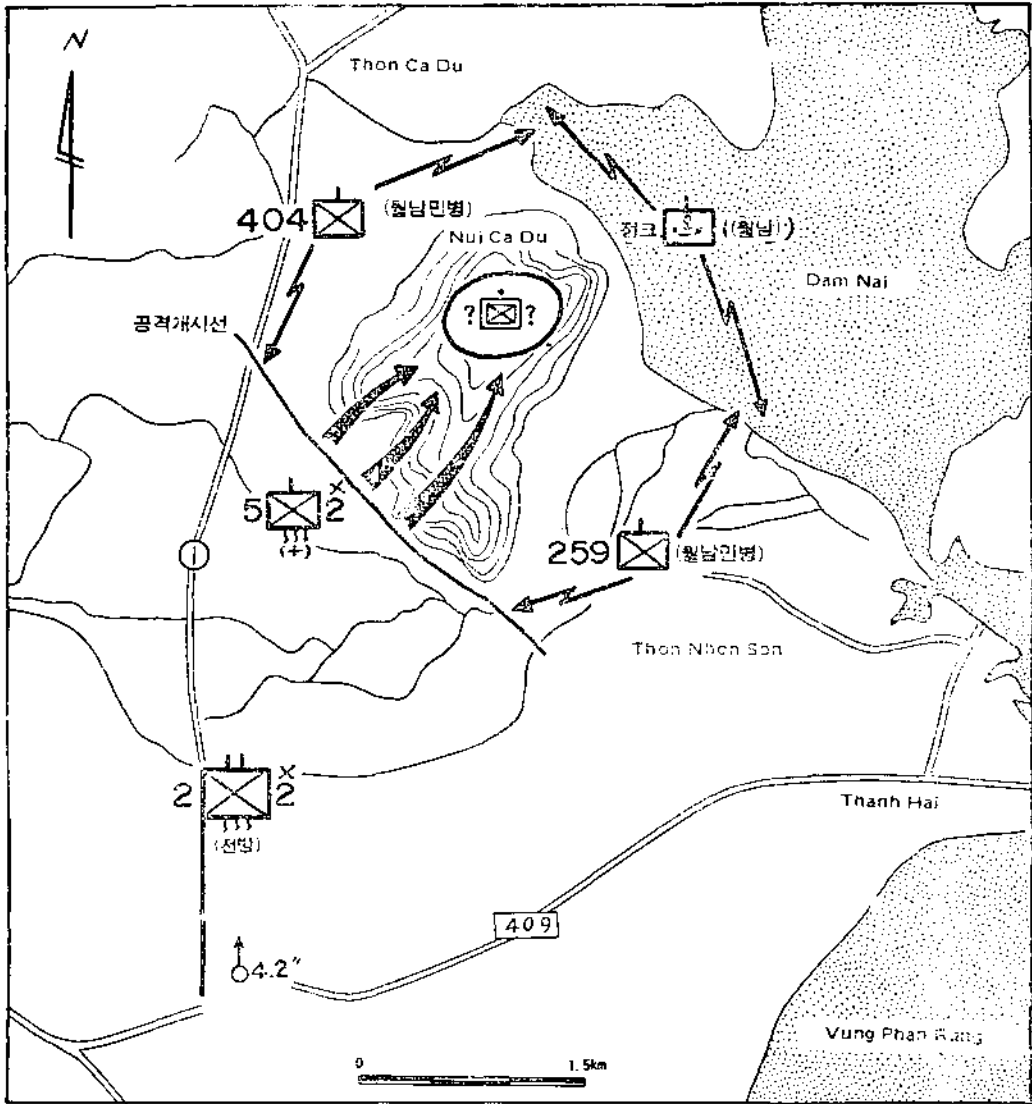 N
Thon Ca Du
404
(월남민병)
정크
(월남)
Nui Ca Du
Dam Nai
? ?
공격개시선
5
x
2
(+)
259
(월남민병)
1
Thon Nhon Son
2
x
2
(전방)
Thanh Hai
409
4.2"
Vung Phan Rang
0
1.5km